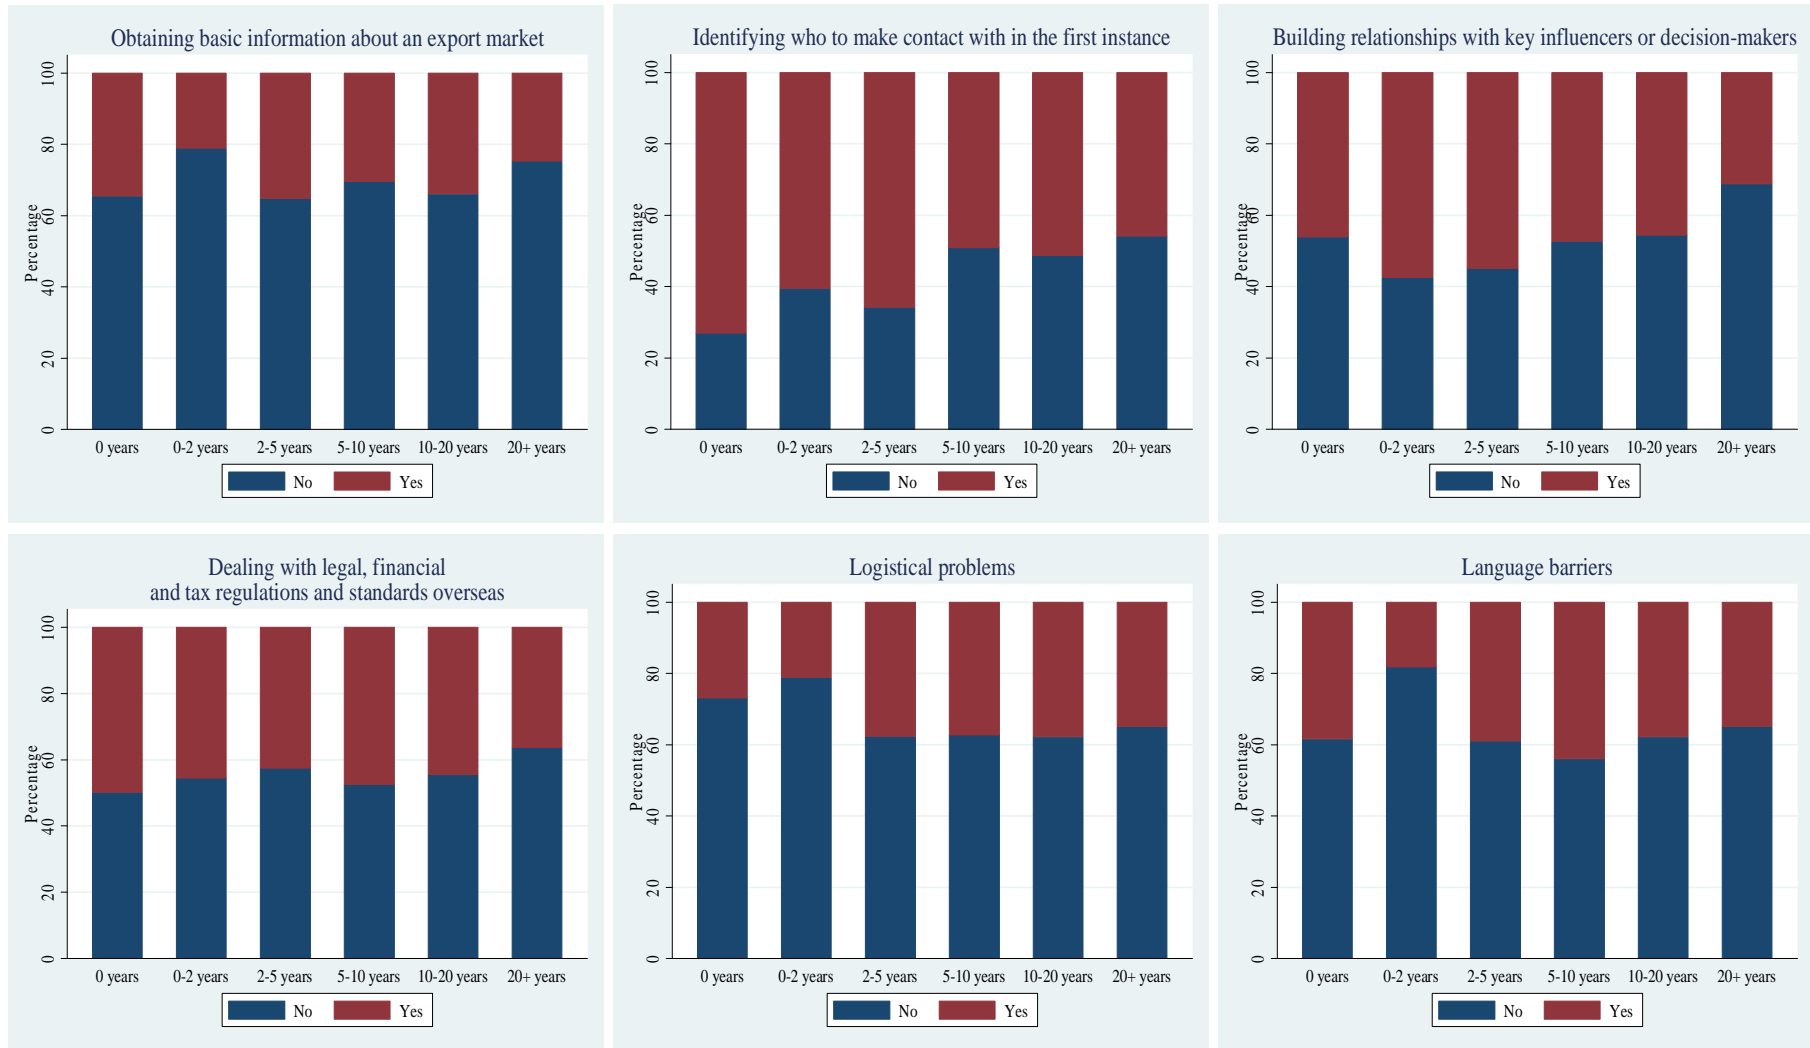 Obtaining basic information about an export market
Percentage
100
80
60
40
20
0
0 years 0-2 years 2-5 years 5-10 years 10-20 years 20+ years
No Yes
Identifying who to make contact with in the first instance
Percentage
100
80
60
40
20
0
0 years 0-2 years 2-5 years 5-10 years 10-20 years 20+ years
No Yes
Building relationships with key influencers or decision-makers
Percentage
100
80
60
40
20
0
0 years 0-2 years 2-5 years 5-10 years 10-20 years 20+ years
No Yes
Dealing with legal, financial
and tax regulations and standards overseas
Percentage
100
80
60
40
20
0
0 years 0-2 years 2-5 years 5-10 years 10-20 years 20+ years
No Yes
Logistical problems
Percentage
100
80
60
40
20
0
0 years 0-2 years 2-5 years 5-10 years 10-20 years 20+ years
No Yes
Language barriers
Percentage
100
80
60
40
20
0
0 years 0-2 years 2-5 years 5-10 years 10-20 years 20+ years
No Yes